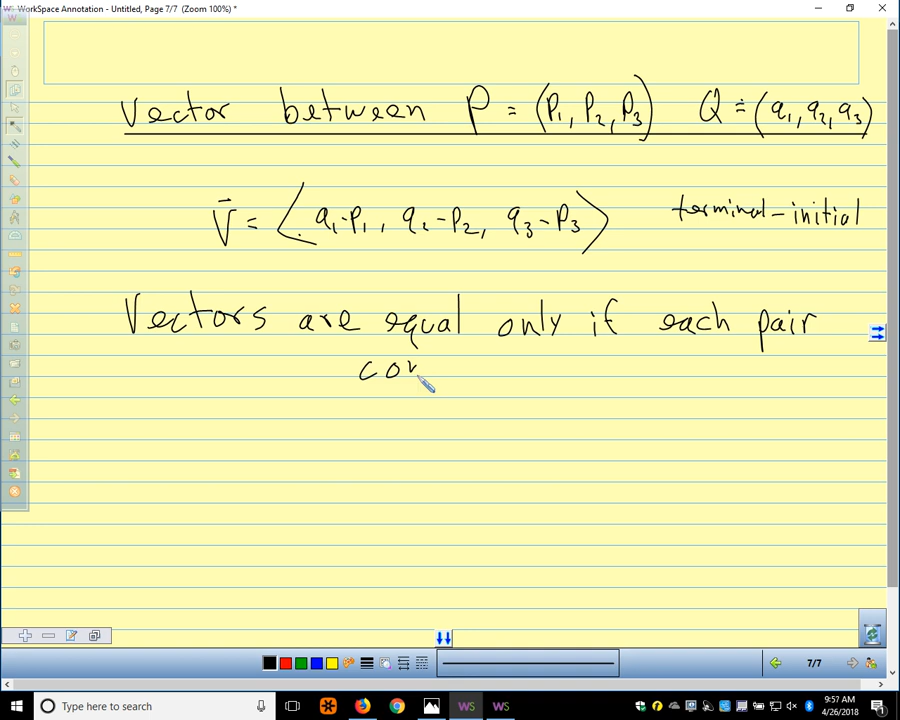 WorkSpace Annotation - Untitled, Page 7/7 (Zoom 100%) *
Vector between P = (P₁, P₂, P₃) Q = (q₁, q₂, q₃)
V⃗ = ⟨q₁-P₁, q₂-P₂, q₃-P₃⟩ terminal-initial
Vectors are equal only if each pair
cor
7/7
Type here to search
WS WS
9:57 AM
4/26/2018